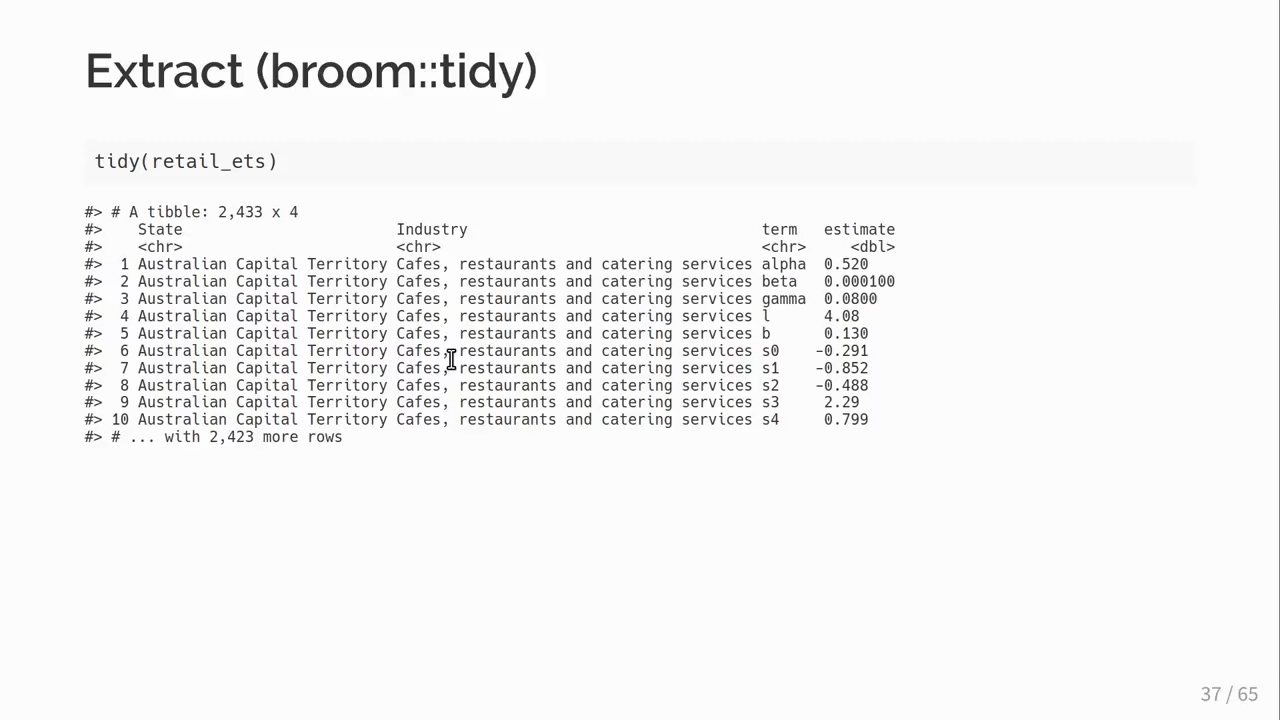 Extract (broom::tidy)
tidy(retail_ets)
#> # A tibble: 2,433 x 4
#>    State                        Industry                                 term   estimate
#>    <chr>                        <chr>                                    <chr>     <dbl>
#>  1 Australian Capital Territory Cafes, restaurants and catering services alpha  0.520
#>  2 Australian Capital Territory Cafes, restaurants and catering services beta   0.000100
#>  3 Australian Capital Territory Cafes, restaurants and catering services gamma  0.0800
#>  4 Australian Capital Territory Cafes, restaurants and catering services l      4.08
#>  5 Australian Capital Territory Cafes, restaurants and catering services b      0.130
#>  6 Australian Capital Territory Cafes, restaurants and catering services s0    -0.291
#>  7 Australian Capital Territory Cafes, restaurants and catering services s1    -0.852
#>  8 Australian Capital Territory Cafes, restaurants and catering services s2    -0.488
#>  9 Australian Capital Territory Cafes, restaurants and catering services s3     2.29
#> 10 Australian Capital Territory Cafes, restaurants and catering services s4     0.799
#> # ... with 2,423 more rows
37 / 65